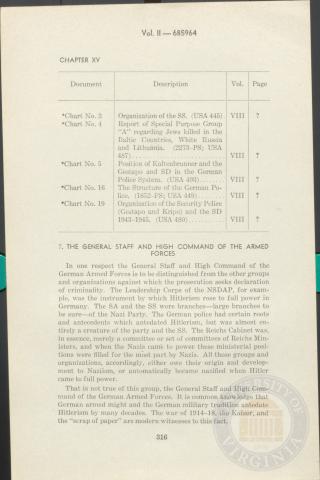 Vol. II — 685964
CHAPTER XV
Document Description Vol. Page
*Chart No. 3 Organization of the SS. (USA 445) VIII ?
*Chart No. 4 Report of Special Purpose Group
"A" regarding Jews killed in the
Baltic Countries, White Russia
and Lithuania. (2273-PS; USA
487)...... VIII ?
*Chart No. 5 Position of Kaltenbrunner and the
Gestapo and SD in the German
Police System. (USA 493)...... VIII ?
*Chart No. 16 The Structure of the German Po-
lice. (1852-PS; USA 449)...... VIII ?
*Chart No. 19 Organization of the Security Police
(Gestapo and Kripo) and the SD
1943-1945. (USA 480)...... VIII ?
7. THE GENERAL STAFF AND HIGH COMMAND OF THE ARMED
FORCES
In one respect the General Staff and High Command of the
German Armed Forces is to be distinguished from the other groups
and organizations against which the prosecution seeks declaration
of criminality. The Leadership Corps of the NSDAP, for exam-
ple, was the instrument by which Hitlerism rose to full power in
Germany. The SA and the SS were branches—large branches to
be sure—of the Nazi Party. The German police had certain roots
and antecedents which antedated Hitlerism, but was almost en-
tirely a creature of the party and the SS. The Reichs Cabinet was,
in essence, merely a committee or set of committees of Reichs Min-
isters, and when the Nazis came to power these ministerial posi-
tions were filled for the most part by Nazis. All these groups and
organizations, accordingly, either owe their origin and develop-
ment to Naziism, or automatically became nazified when Hitler
came to full power.
That is not true of this group, the General Staff and High Com-
mand of the German Armed Forces. It is common knowledge that
German armed might and the German military tradition antedate
Hitlerism by many decades. The war of 1914-18, the Kaiser, and
the "scrap of paper" are modern witnesses to this fact.
316
UNIVERSITY OF
VIRGINIA